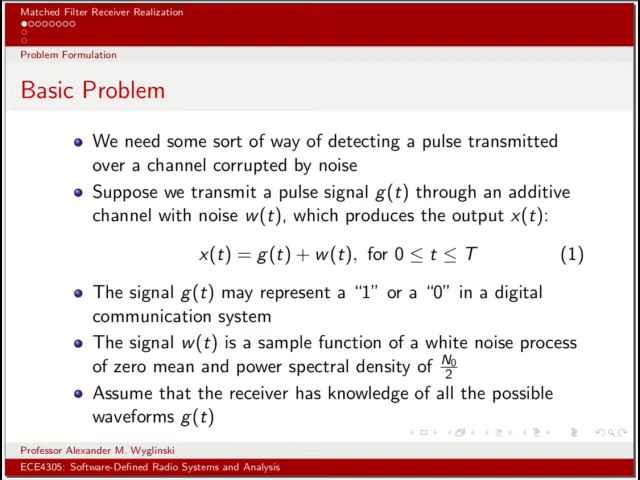 Matched Filter Receiver Realization
Problem Formulation
Basic Problem
We need some sort of way of detecting a pulse transmitted
over a channel corrupted by noise
Suppose we transmit a pulse signal g(t) through an additive
channel with noise w(t), which produces the output x(t):
x(t) = g(t) + w(t), for 0 ≤ t ≤ T (1)
The signal g(t) may represent a “1” or a “0” in a digital
communication system
The signal w(t) is a sample function of a white noise process
of zero mean and power spectral density of N₀/2
Assume that the receiver has knowledge of all the possible
waveforms g(t)
Professor Alexander M. Wyglinski
ECE4305: Software-Defined Radio Systems and Analysis